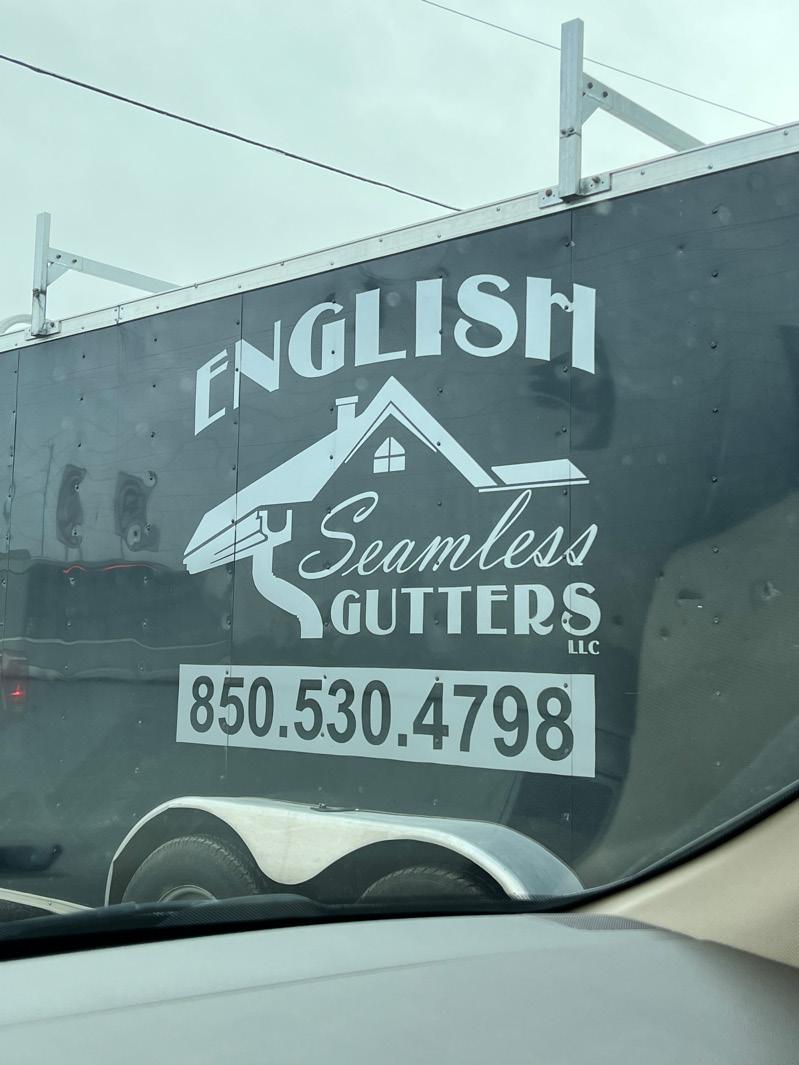 ENGLISH
Seamless
GUTTERS
LLC
850.530.4798